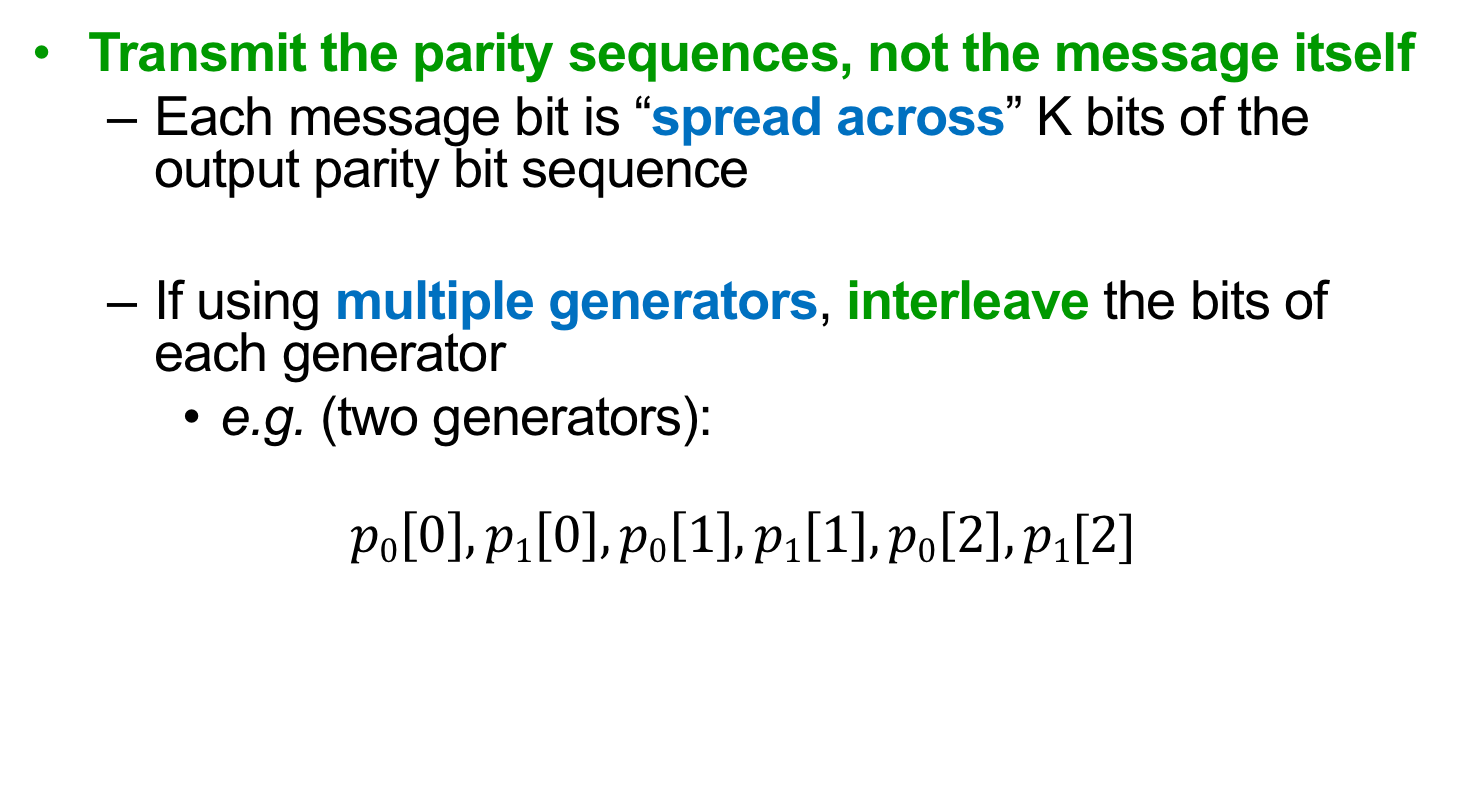 • Transmit the parity sequences, not the message itself
– Each message bit is “spread across” K bits of the
output parity bit sequence
– If using multiple generators, interleave the bits of
each generator
• e.g. (two generators):
𝑝₀[0], 𝑝₁[0], 𝑝₀[1], 𝑝₁[1], 𝑝₀[2], 𝑝₁[2]